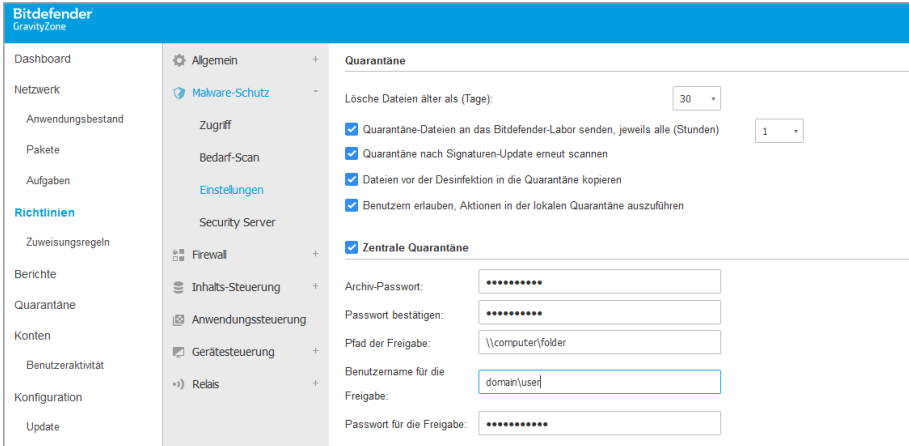 Bitdefender
GravityZone
Dashboard
Netzwerk
Anwendungsbestand
Pakete
Aufgaben
Richtlinien
Zuweisungsregeln
Berichte
Quarantäne
Konten
Benutzeraktivität
Konfiguration
Update
Algemein +
Malware-Schutz -
Zugriff
Bedarf-Scan
Einstellungen
Security Server
Firewall +
Inhalts-Steuerung +
Anwendungssteuerung
Gerätesteuerung +
Relais +
Quarantäne
Lösche Dateien älter als (Tage): 30
Quarantäne-Dateien an das Bitdefender-Labor senden, jeweils alle (Stunden) 1
Quarantäne nach Signaturen-Update erneut scannen
Dateien vor der Desinfektion in die Quarantäne kopieren
Benutzern erlauben, Aktionen in der lokalen Quarantäne auszuführen
Zentrale Quarantäne
Archiv-Passwort: ••••••••••
Passwort bestätigen: ••••••••••
Pfad der Freigabe: \\computer\folder
Benutzername für die
Freigabe: domain\user
Passwort für die Freigabe: •••••••••••